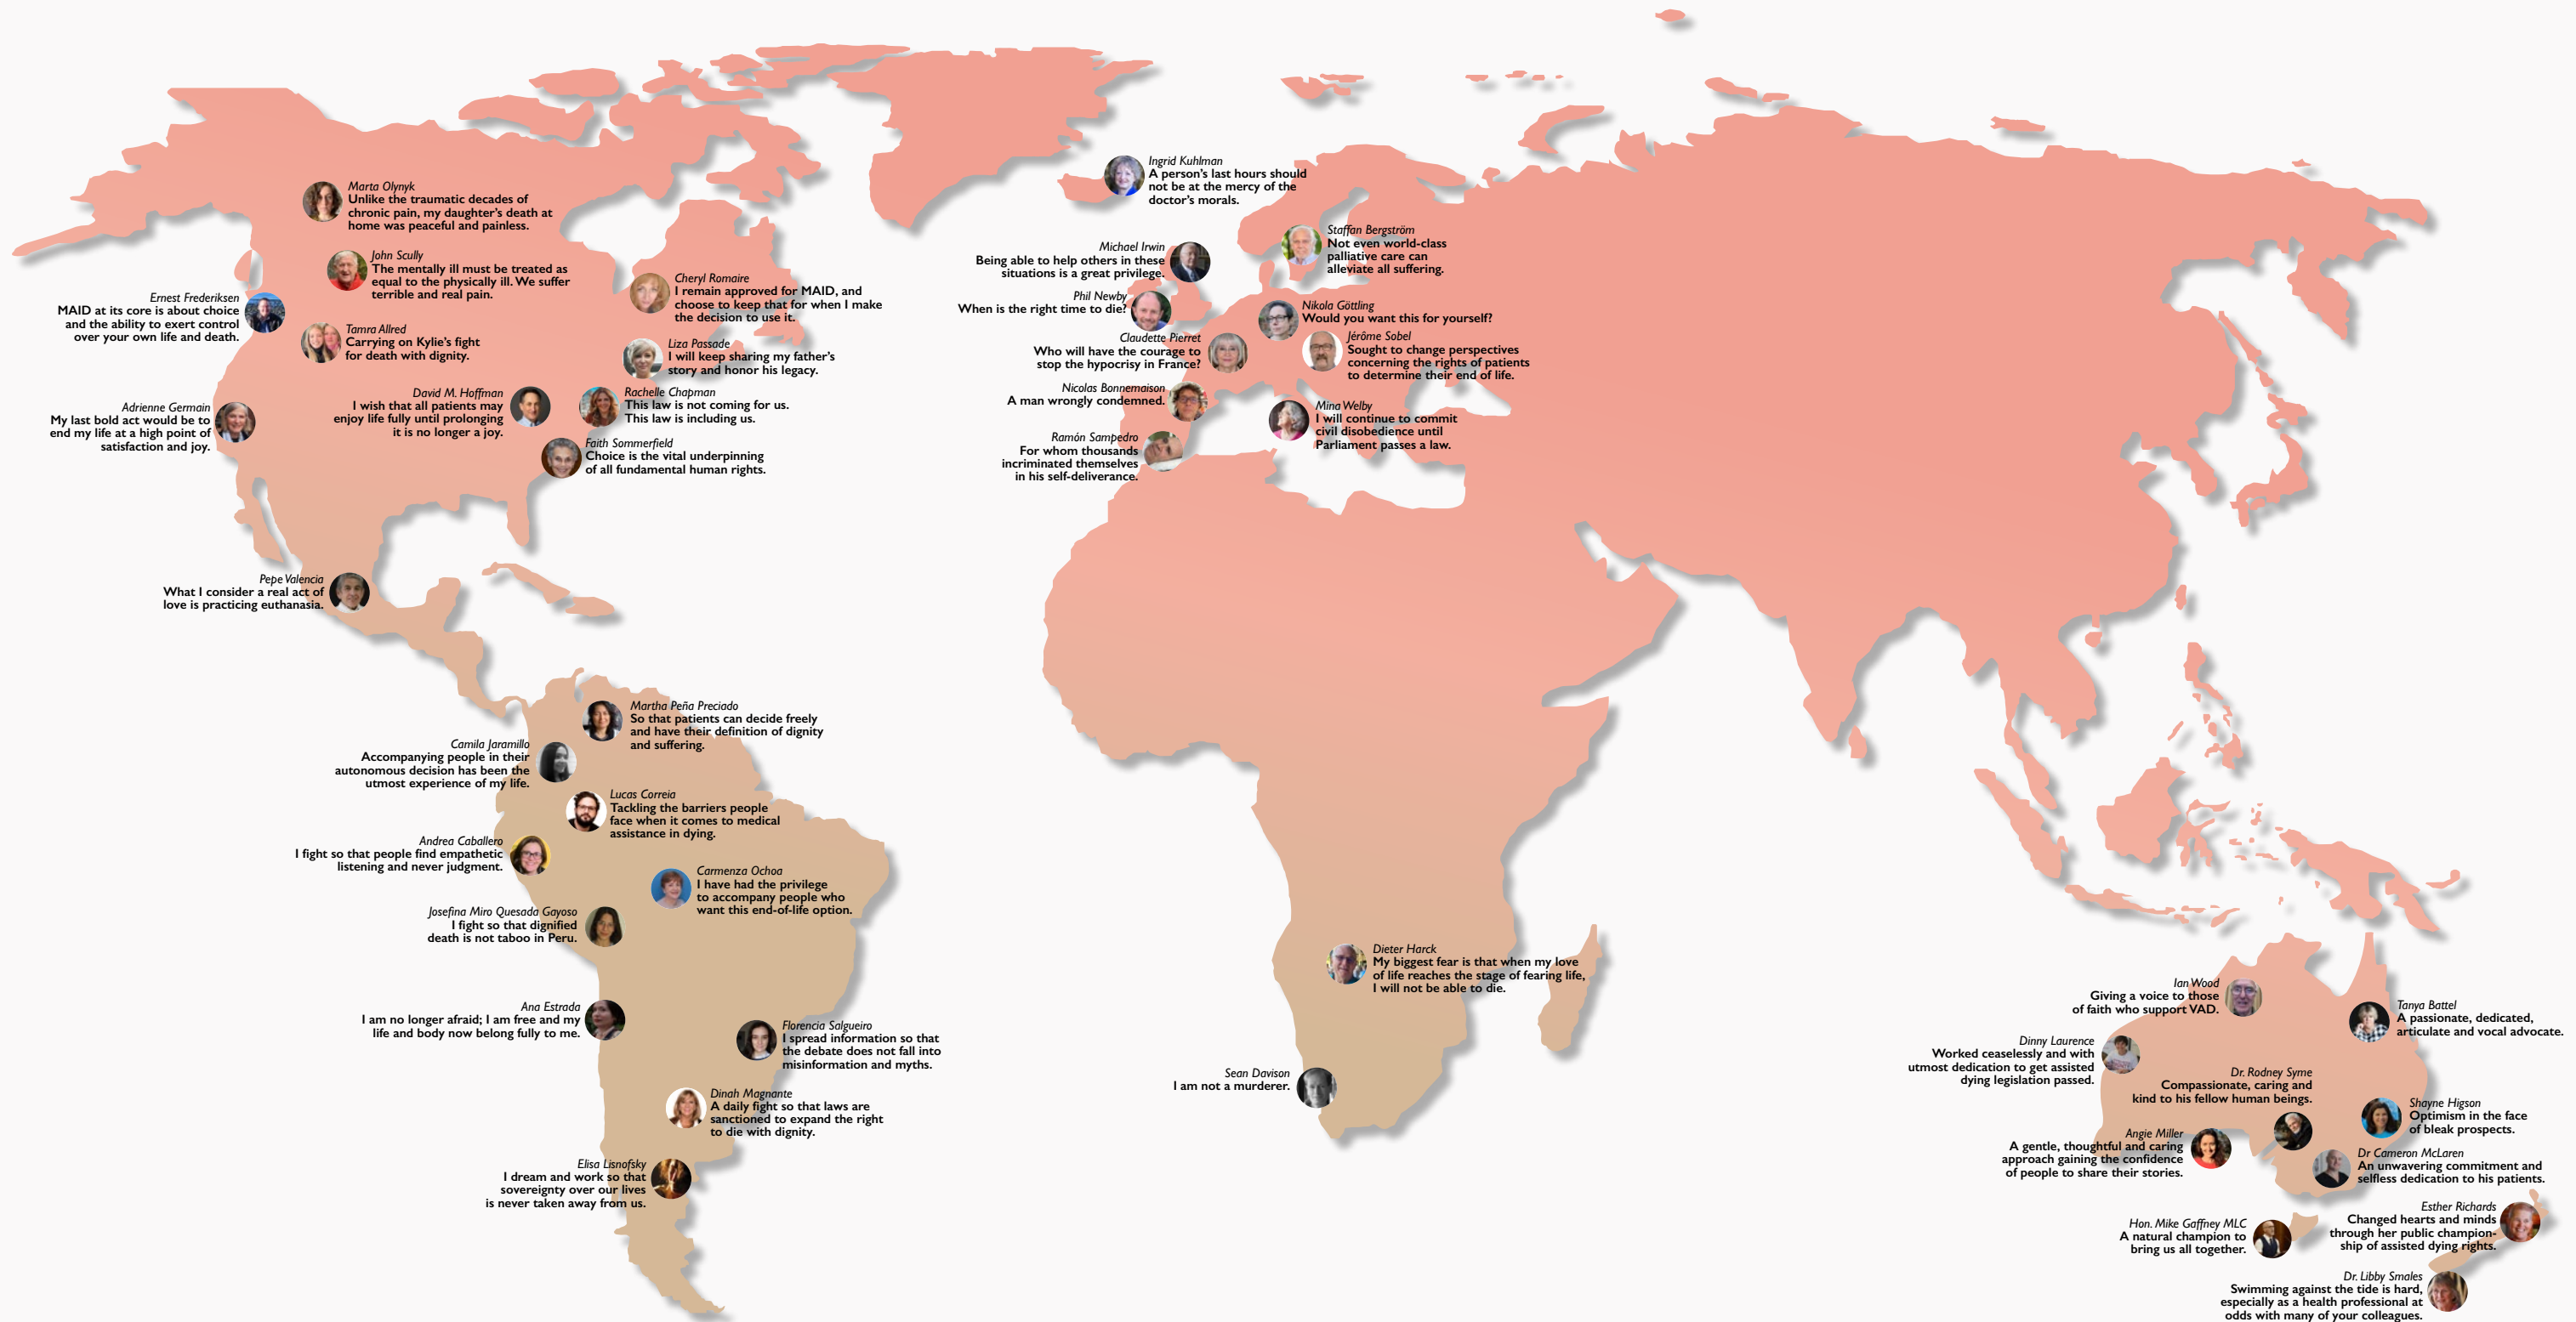 Marta Olynyk
Unlike the traumatic decades of
chronic pain, my daughter's death at
home was peaceful and painless.
John Scully
The mentally ill must be treated as
equal to the physically ill. We suffer
terrible and real pain.
Ernest Frederiksen
MAID at its core is about choice
and the ability to exert control
over your own life and death.
Tamra Allred
Carrying on Kylie's fight
for death with dignity.
Cheryl Romaire
I remain approved for MAID, and
choose to keep that for when I make
the decision to use it.
Liza Passade
I will keep sharing my father's
story and honor his legacy.
David M. Hoffman
I wish that all patients may
enjoy life fully until prolonging
it is no longer a joy.
Rachelle Chapman
This law is not coming for us.
This law is including us.
Adrienne Germain
My last bold act would be to
end my life at a high point of
satisfaction and joy.
Faith Sommerfield
Choice is the vital underpinning
of all fundamental human rights.
Pepe Valencia
What I consider a real act of
love is practicing euthanasia.
Martha Peña Preciado
So that patients can decide freely
and have their definition of dignity
and suffering.
Camila Jaramillo
Accompanying people in their
autonomous decision has been the
utmost experience of my life.
Lucas Correia
Tackling the barriers people
face when it comes to medical
assistance in dying.
Andrea Caballero
I fight so that people find empathetic
listening and never judgment.
Carmenza Ochoa
I have had the privilege
to accompany people who
want this end-of-life option.
Josefina Miro Quesada Gayoso
I fight so that dignified
death is not taboo in Peru.
Ana Estrada
I am no longer afraid; I am free and my
life and body now belong fully to me.
Florencia Salgueiro
I spread information so that
the debate does not fall into
misinformation and myths.
Dinah Magnante
A daily fight so that laws are
sanctioned to expand the right
to die with dignity.
Elisa Lisnofsky
I dream and work so that
sovereignty over our lives
is never taken away from us.
Ingrid Kuhlman
A person's last hours should
not be at the mercy of the
doctor's morals.
Staffan Bergström
Not even world-class
palliative care can
alleviate all suffering.
Michael Irwin
Being able to help others in these
situations is a great privilege.
Phil Newby
When is the right time to die?
Nikola Göttling
Would you want this for yourself?
Claudette Pierret
Who will have the courage to
stop the hypocrisy in France?
Jérôme Sobel
Sought to change perspectives
concerning the rights of patients
to determine their end of life.
Nicolas Bonnemaison
A man wrongly condemned.
Mina Welby
I will continue to commit
civil disobedience until
Parliament passes a law.
Ramón Sampedro
For whom thousands
incriminated themselves
in his self-deliverance.
Dieter Harck
My biggest fear is that when my love
of life reaches the stage of fearing life,
I will not be able to die.
Sean Davison
I am not a murderer.
Ian Wood
Giving a voice to those
of faith who support VAD.
Tanya Battel
A passionate, dedicated,
articulate and vocal advocate.
Dinny Laurence
Worked ceaselessly and with
utmost dedication to get assisted
dying legislation passed.
Dr. Rodney Syme
Compassionate, caring and
kind to his fellow human beings.
Shayne Higson
Optimism in the face
of bleak prospects.
Angie Miller
A gentle, thoughtful and caring
approach gaining the confidence
of people to share their stories.
Dr Cameron McLaren
An unwavering commitment and
selfless dedication to his patients.
Esther Richards
Changed hearts and minds
through her public champion-
ship of assisted dying rights.
Hon. Mike Gaffney MLC
A natural champion to
bring us all together.
Dr. Libby Smales
Swimming against the tide is hard,
especially as a health professional at
odds with many of your colleagues.